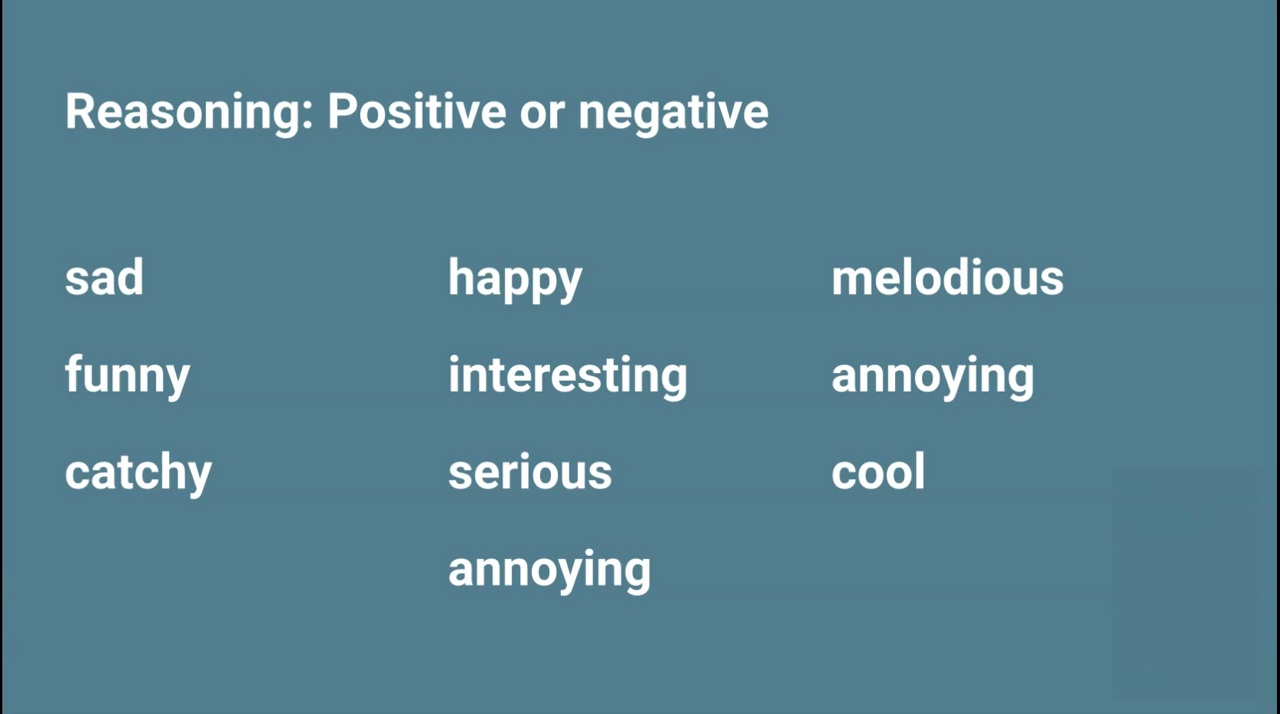 Reasoning: Positive or negative
sad happy melodious
funny interesting annoying
catchy serious cool
annoying